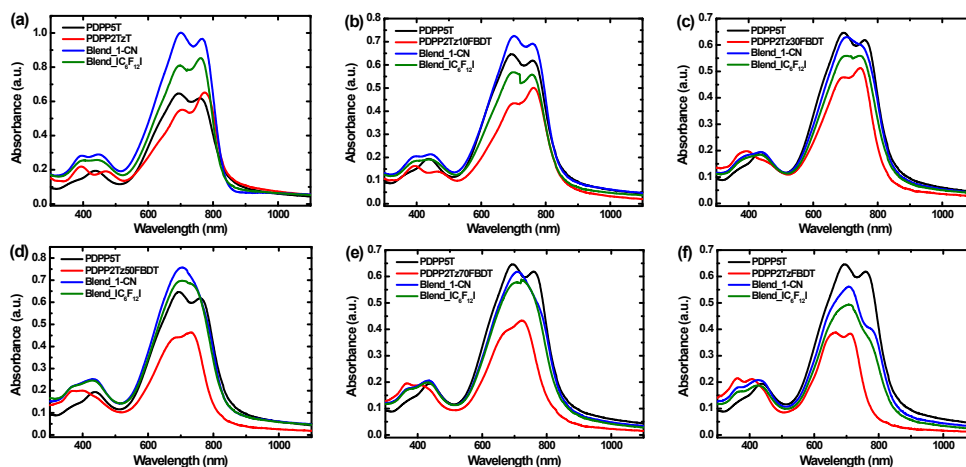 (a)
PDPP5T
PDPP2TzT
Blend_1-CN
Blend_IC6F12I
Absorbance (a.u.)
1.0
0.8
0.6
0.4
0.2
0.0
400 600 800 1000
Wavelength (nm)
(b)
PDPP5T
PDPP2Tz10FBDT
Blend_1-CN
Blend_IC6F12I
Absorbance (a.u.)
0.8
0.7
0.6
0.5
0.4
0.3
0.2
0.1
0.0
400 600 800 1000
Wavelength (nm)
(c)
PDPP5T
PDPP2Tz30FBDT
Blend_1-CN
Blend_IC6F12I
Absorbance (a.u.)
0.7
0.6
0.5
0.4
0.3
0.2
0.1
0.0
400 600 800 1000
Wavelength (nm)
(d)
PDPP5T
PDPP2Tz50FBDT
Blend_1-CN
Blend_IC6F12I
Absorbance (a.u.)
0.8
0.7
0.6
0.5
0.4
0.3
0.2
0.1
0.0
400 600 800 1000
Wavelength (nm)
(e)
PDPP5T
PDPP2Tz70FBDT
Blend_1-CN
Blend_IC6F12I
Absorbance (a.u.)
0.7
0.6
0.5
0.4
0.3
0.2
0.1
0.0
400 600 800 1000
Wavelength (nm)
(f)
PDPP5T
PDPP2TzFBDT
Blend_1-CN
Blend_IC6F12I
Absorbance (a.u.)
0.7
0.6
0.5
0.4
0.3
0.2
0.1
0.0
400 600 800 1000
Wavelength (nm)